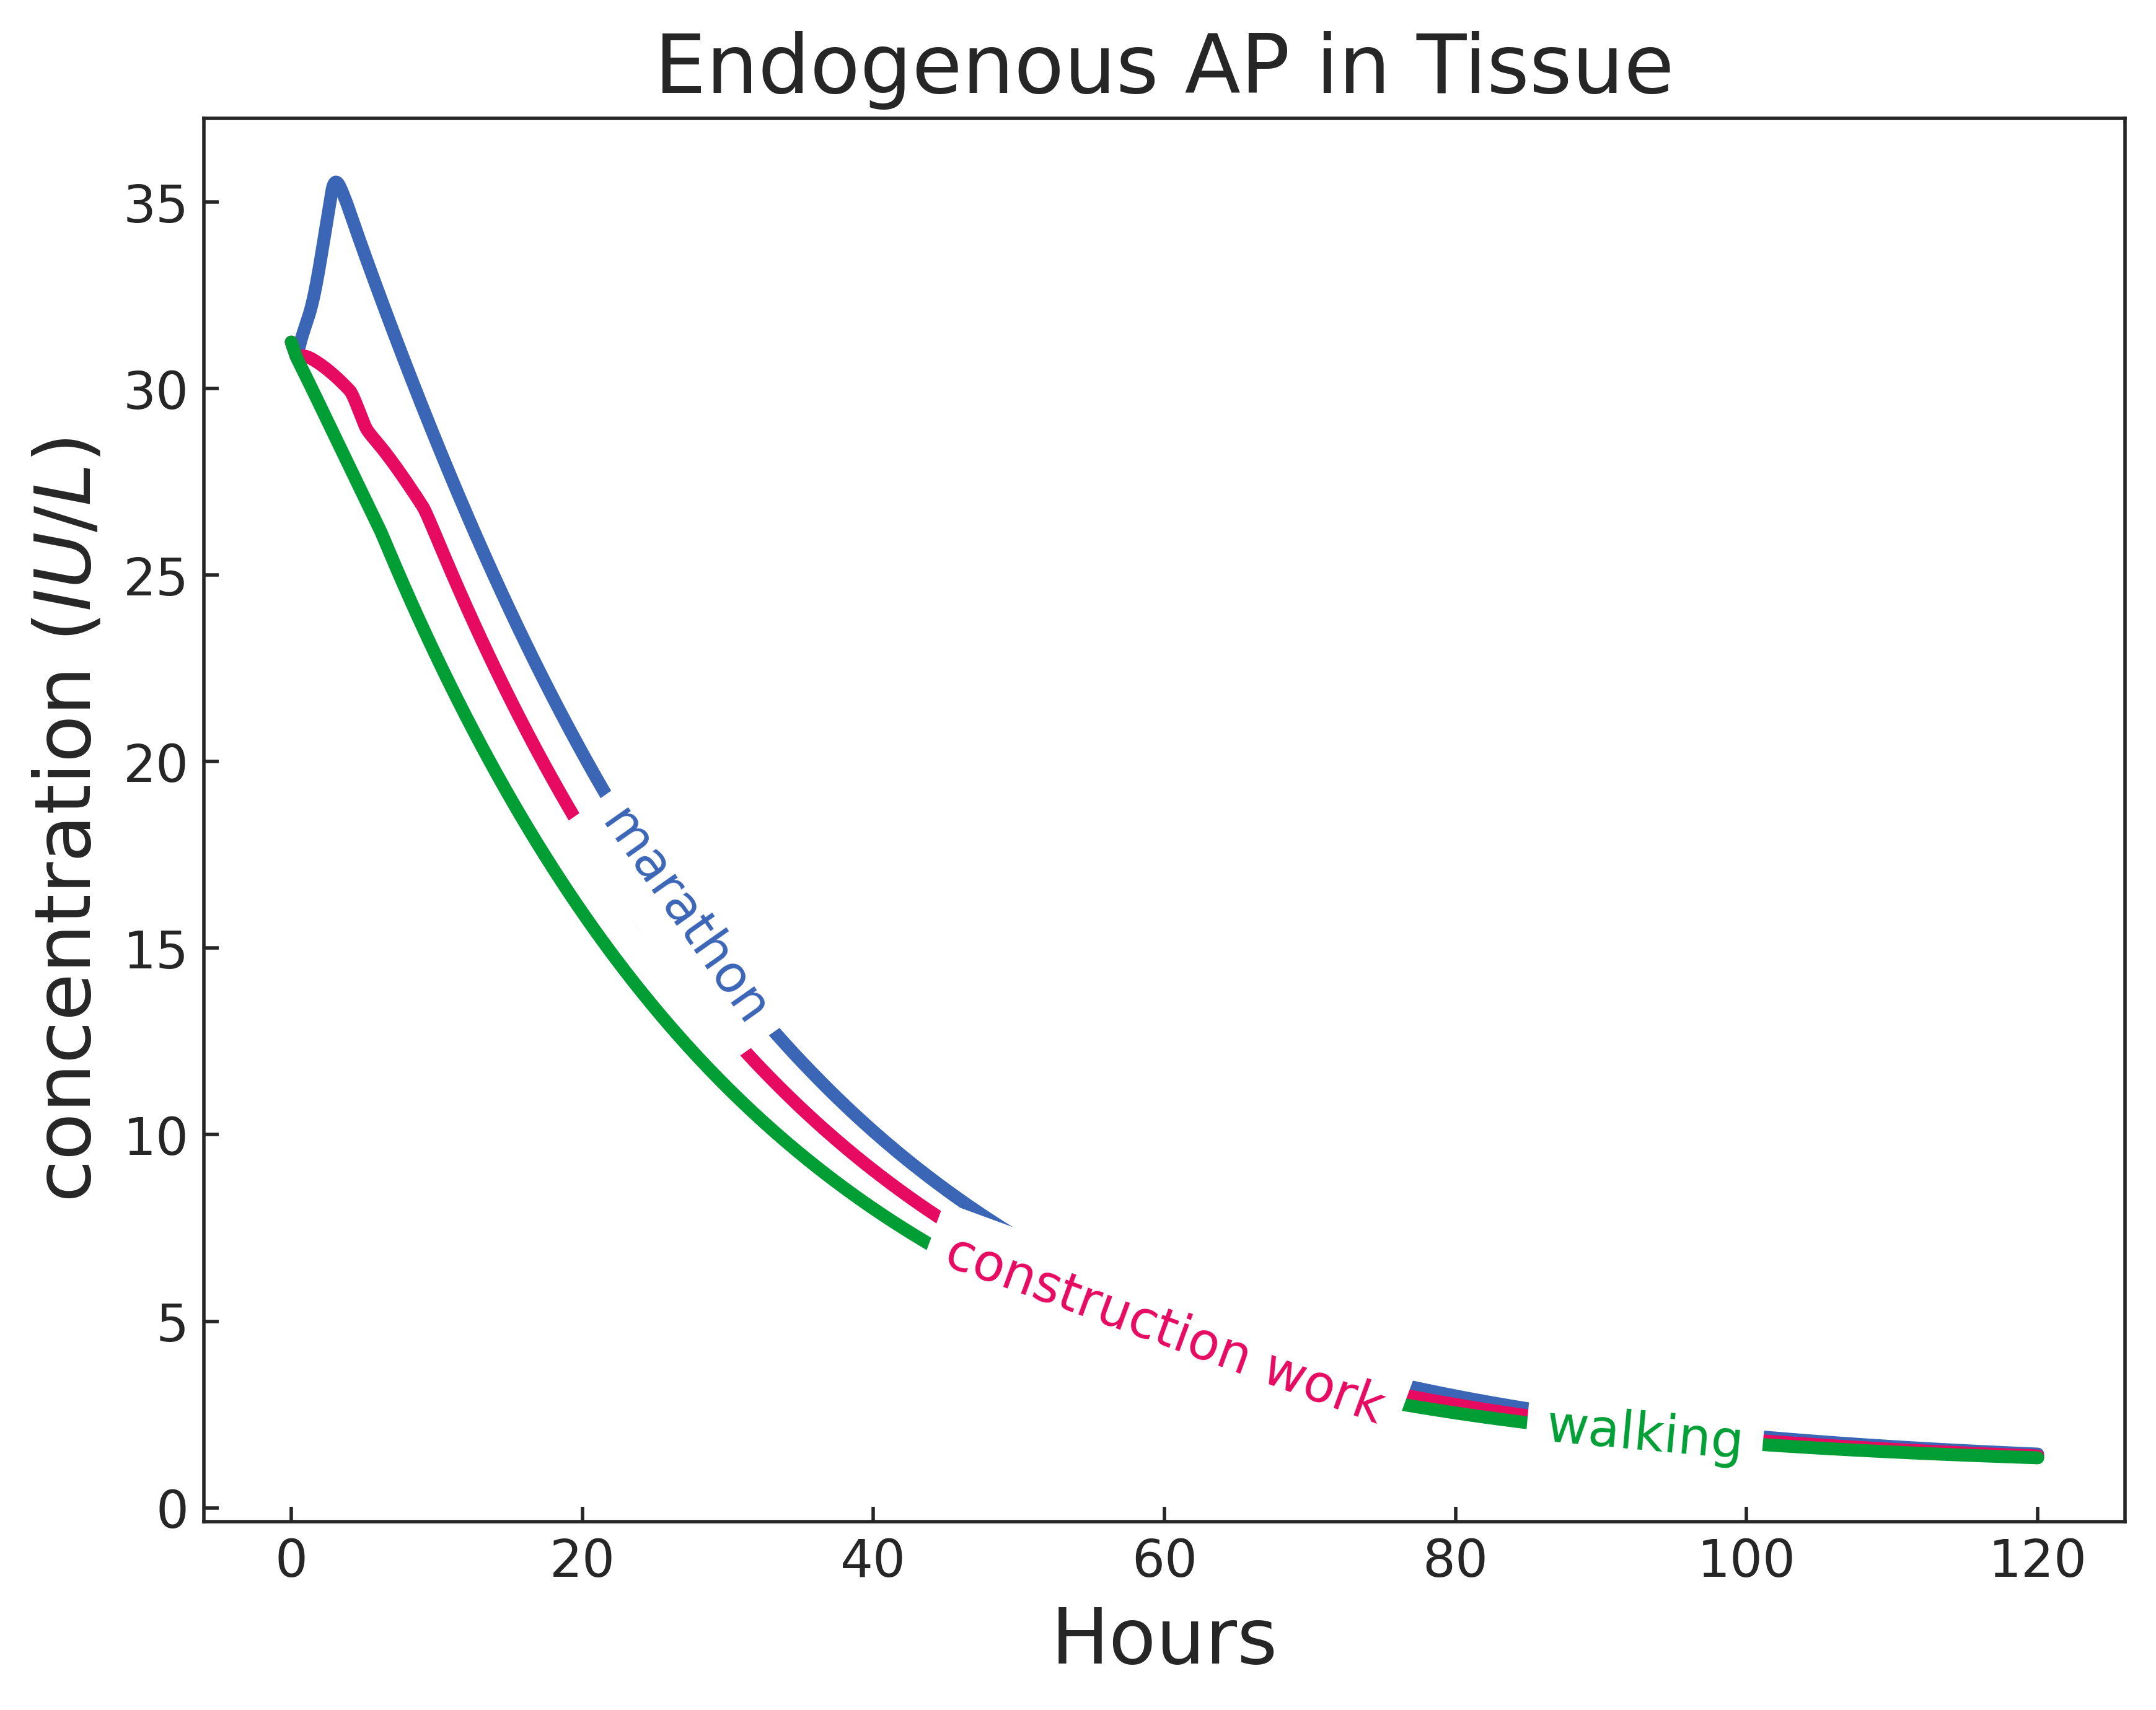 Endogenous AP in Tissue
concentration (IU/L)
35
30
25
20
15
10
5
0
marathon
construction work
walking
0 20 40 60 80 100 120
Hours